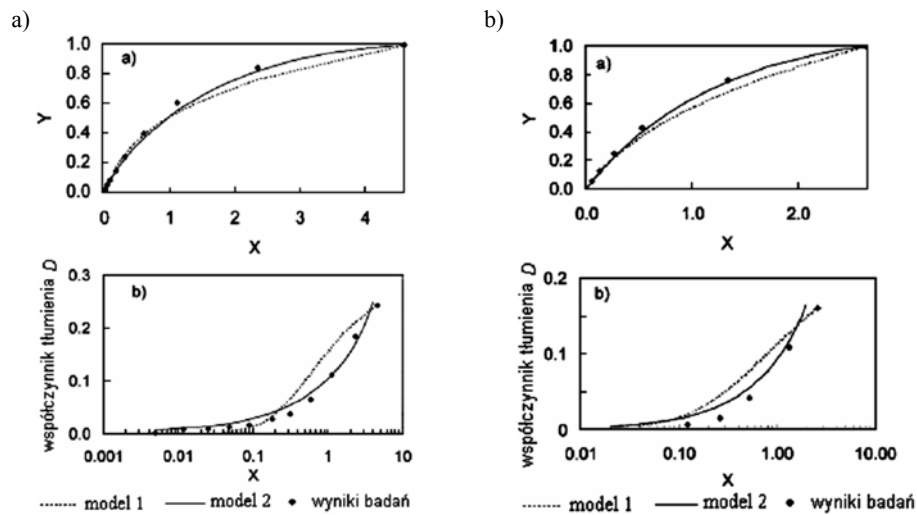 a)
b)
a)
Y
1.0
0.8
0.6
0.4
0.2
0.0
0 1 2 3 4
X
b)
współczynnik tłumienia D
0.3
0.2
0.1
0.0
0.001 0.01 0.1 1 10
X
model 1 model 2 wyniki badań
a)
Y
1.0
0.8
0.6
0.4
0.2
0.0
0.0 1.0 2.0
X
b)
współczynnik tłumienia D
0.2
0.1
0
0.01 0.10 1.00 10.00
X
model 1 model 2 wyniki badań